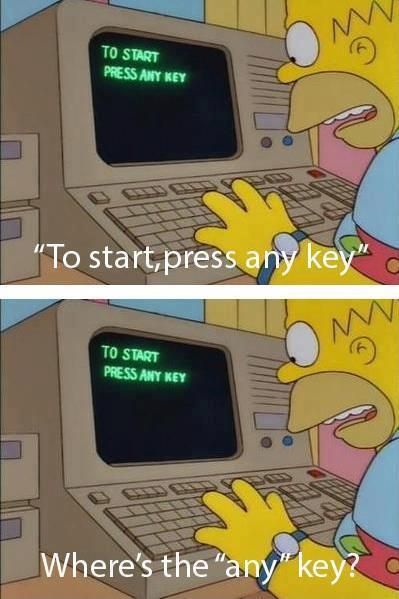 TO START
PRESS ANY KEY
“To start,press any key”
TO START
PRESS ANY KEY
Where’s the “any” key?